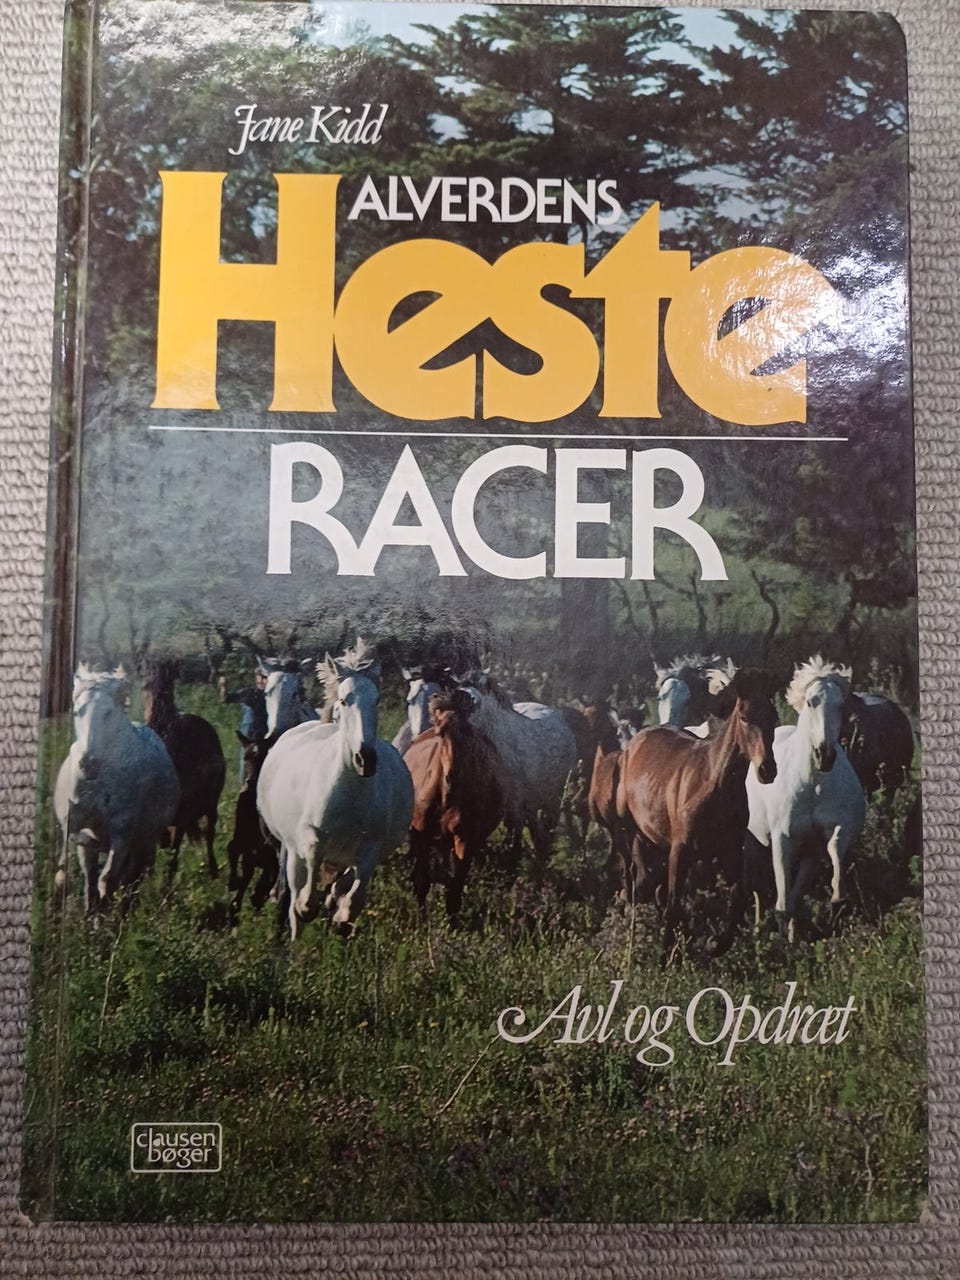 Jane Kidd
ALVERDENS
Heste
RACER
Avl og Opdræt
clausen
bøger